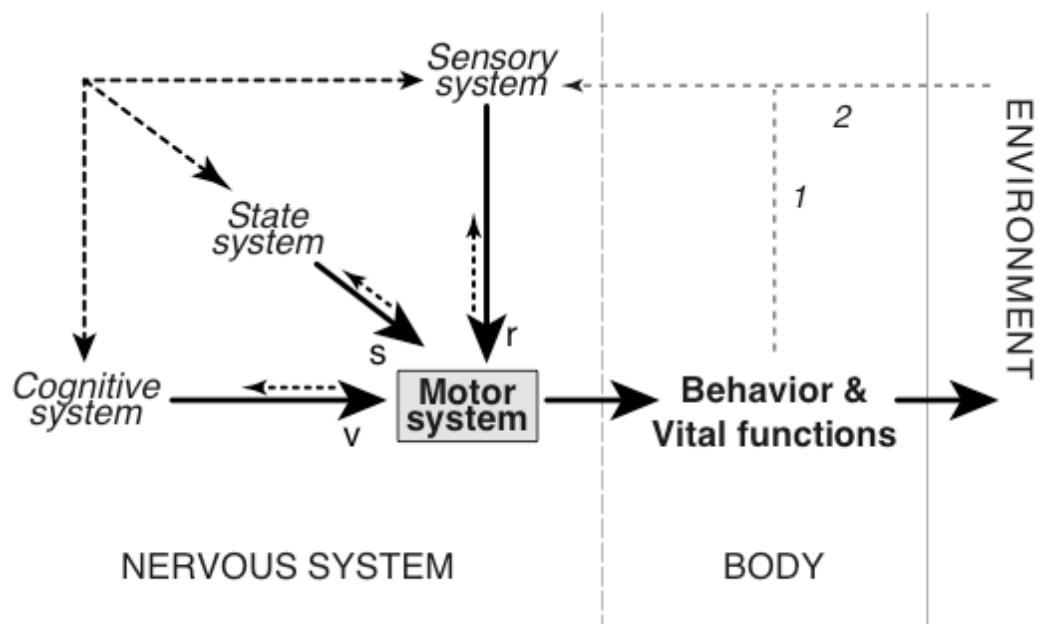 Sensory
system
2
1
ENVIRONMENT
State
system
s
r
Cognitive
system
v
Motor
system
Behavior &
Vital functions
NERVOUS SYSTEM
BODY